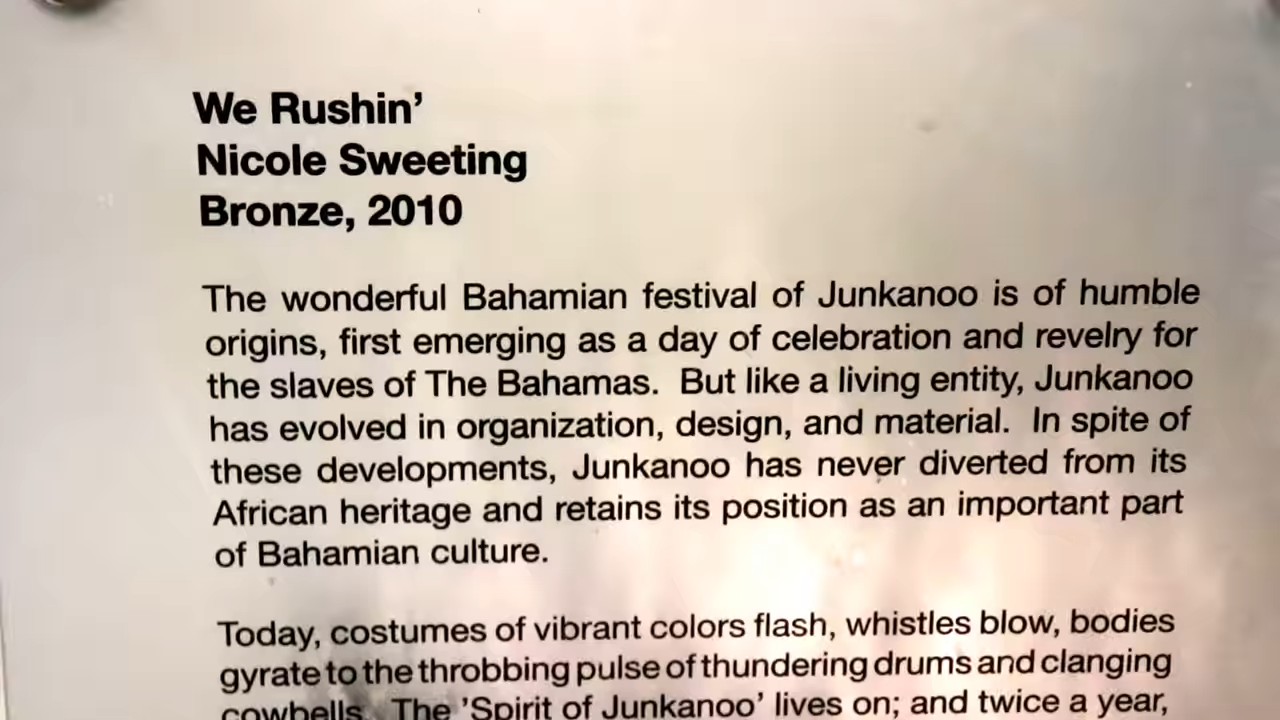 We Rushin’
Nicole Sweeting
Bronze, 2010
The wonderful Bahamian festival of Junkanoo is of humble
origins, first emerging as a day of celebration and revelry for
the slaves of The Bahamas.  But like a living entity, Junkanoo
has evolved in organization, design, and material.  In spite of
these developments, Junkanoo has never diverted from its
African heritage and retains its position as an important part
of Bahamian culture.
Today, costumes of vibrant colors flash, whistles blow, bodies
gyrate to the throbbing pulse of thundering drums and clanging
cowbells.  The ’Spirit of Junkanoo’ lives on; and twice a year,